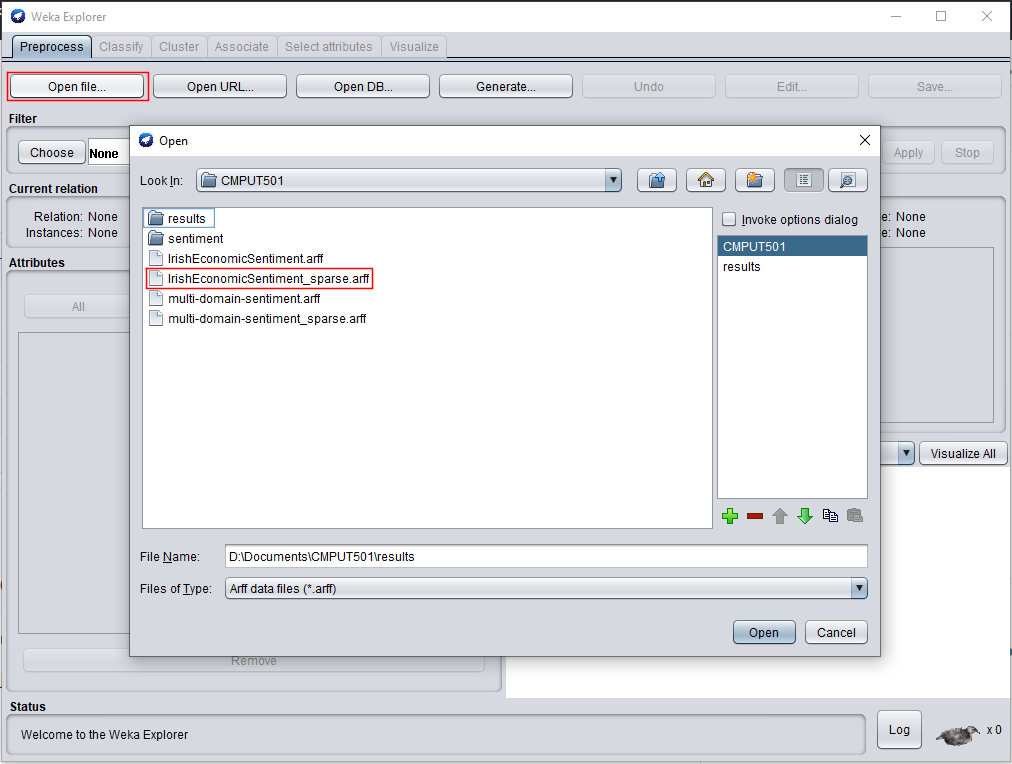 Weka Explorer
Preprocess Classify Cluster Associate Select attributes Visualize
Open file... Open URL... Open DB... Generate... Undo Edit... Save...
Filter
Choose None Apply Stop
Current relation
Relation: None
Instances: None
e: None
e: None
Attributes
All
Visualize All
Remove
Open
Look In: CMPUT501
results
sentiment
IrishEconomicSentiment.arff
IrishEconomicSentiment_sparse.arff
multi-domain-sentiment.arff
multi-domain-sentiment_sparse.arff
Invoke options dialog
CMPUT501
results
File Name: D:\Documents\CMPUT501\results
Files of Type: Arff data files (*.arff)
Open Cancel
Status
Welcome to the Weka Explorer
Log x 0